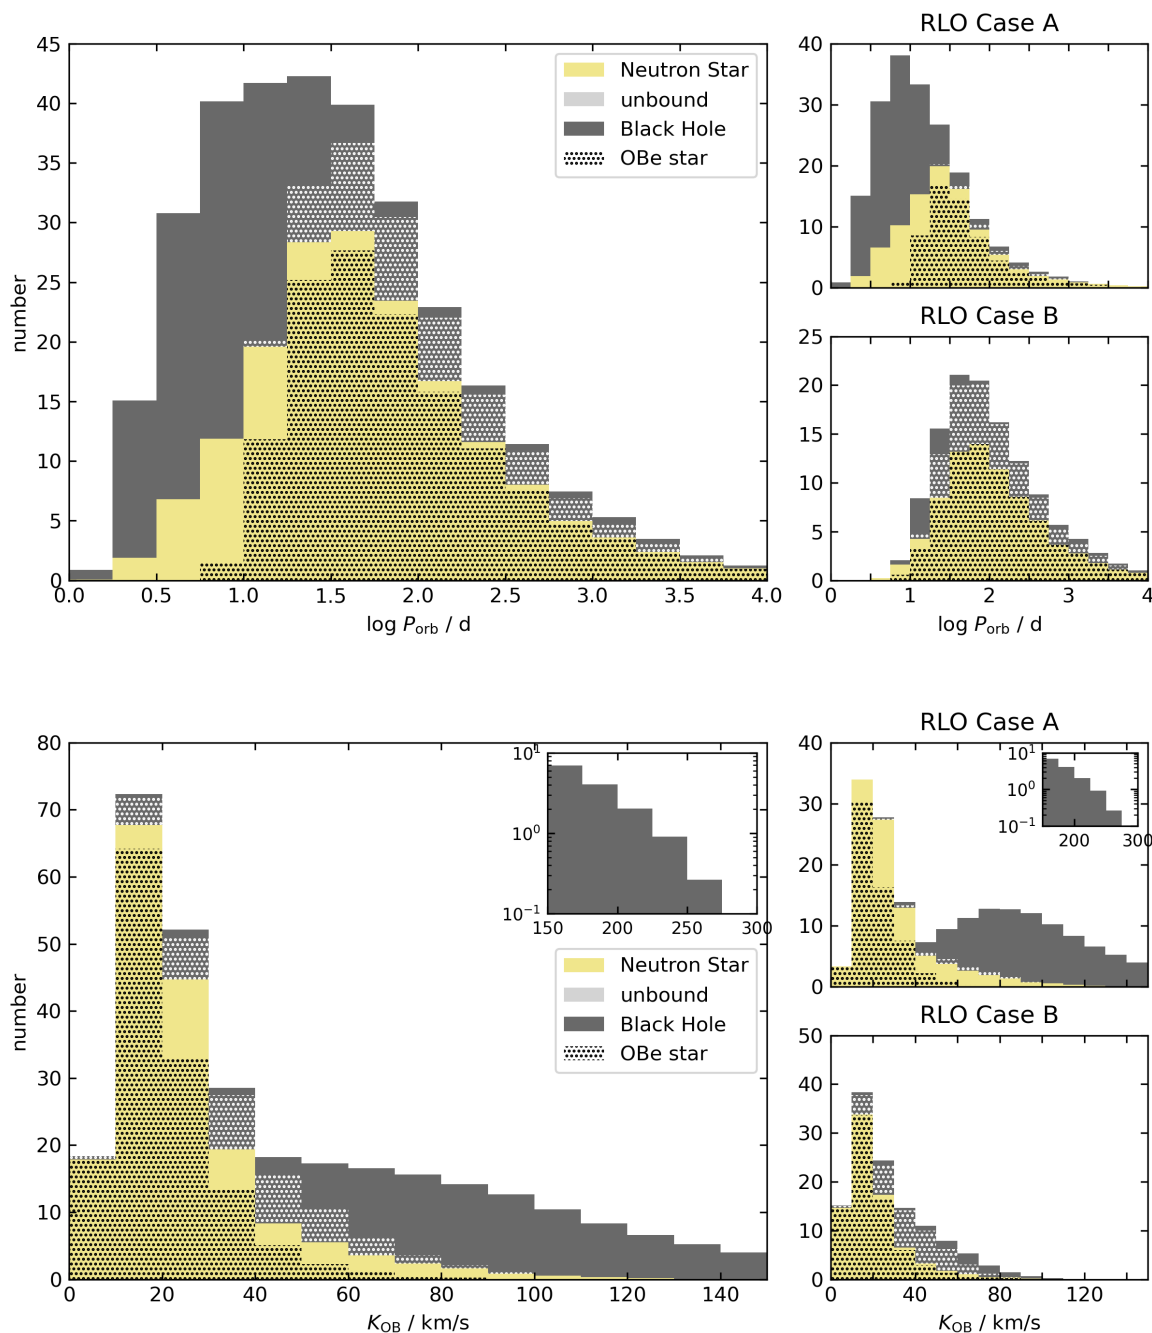 RLO Case A
45
40
35
30
25
20
15
10
5
0
number
Neutron Star
unbound
Black Hole
OBe star
0.0 0.5 1.0 1.5 2.0 2.5 3.0 3.5 4.0
log P_orb / d
40
30
20
10
0
RLO Case B
25
20
15
10
5
0
0 1 2 3 4
log P_orb / d
80
70
60
50
40
30
20
10
0
number
10^1
10^0
10^−1
150 200 250 300
Neutron Star
unbound
Black Hole
OBe star
0 20 40 60 80 100 120 140
K_OB / km/s
RLO Case A
40
30
20
10
0
10^1
10^0
10^−1
200 300
RLO Case B
50
40
30
20
10
0
0 40 80 120
K_OB / km/s